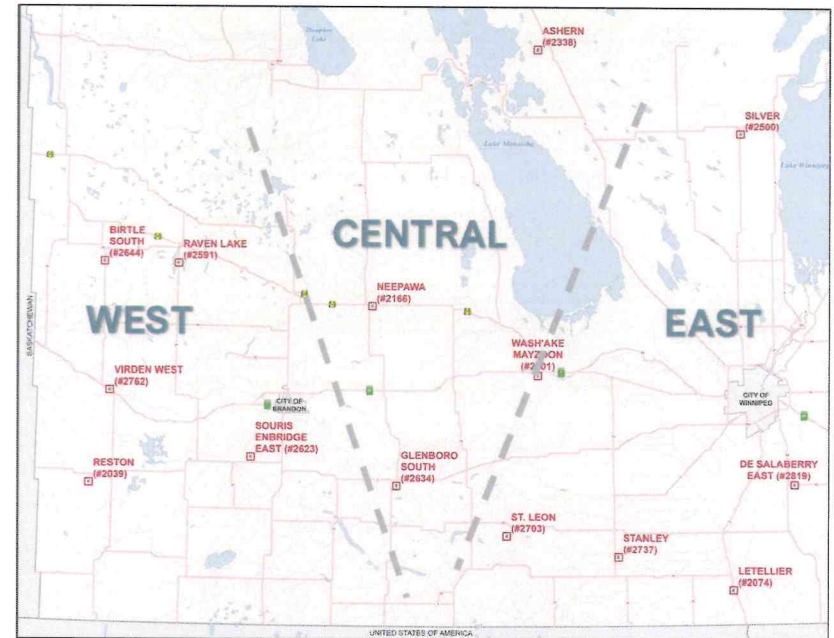 Lake
ASHERN
(#2338)
SILVER
(#2500)
Lake Manitoba
Lake Winnipeg
CENTRAL
BIRTLE
SOUTH
(#2644)
RAVEN LAKE
(#2591)
NEEPAWA
(#2166)
WEST
EAST
SASKATCHEWAN
WASH'AKE
VIRDEN WEST
(#2762)
CITY OF
BRANDON
CITY OF
WINNIPEG
SOURIS
ENBRIDGE
EAST (#2623)
RESTON
(#2039)
GLENBORO
SOUTH
(#2634)
DE SALABERRY
EAST (#2819)
ST. LEON
(#2703)
STANLEY
(#2737)
LETELLIER
(#2074)
UNITED STATES OF AMERICA